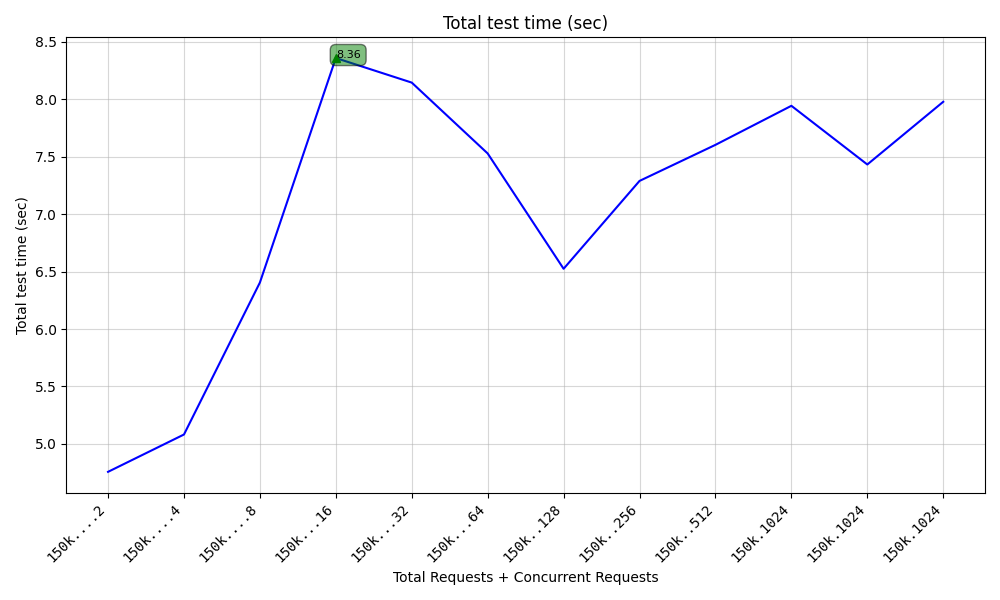 Total test time (sec)
8.36
Total test time (sec)
8.5
8.0
7.5
7.0
6.5
6.0
5.5
5.0
150k....2
150k....4
150k....8
150k...16
150k...32
150k...64
150k..128
150k..256
150k..512
150k.1024
150k.1024
150k.1024
Total Requests + Concurrent Requests